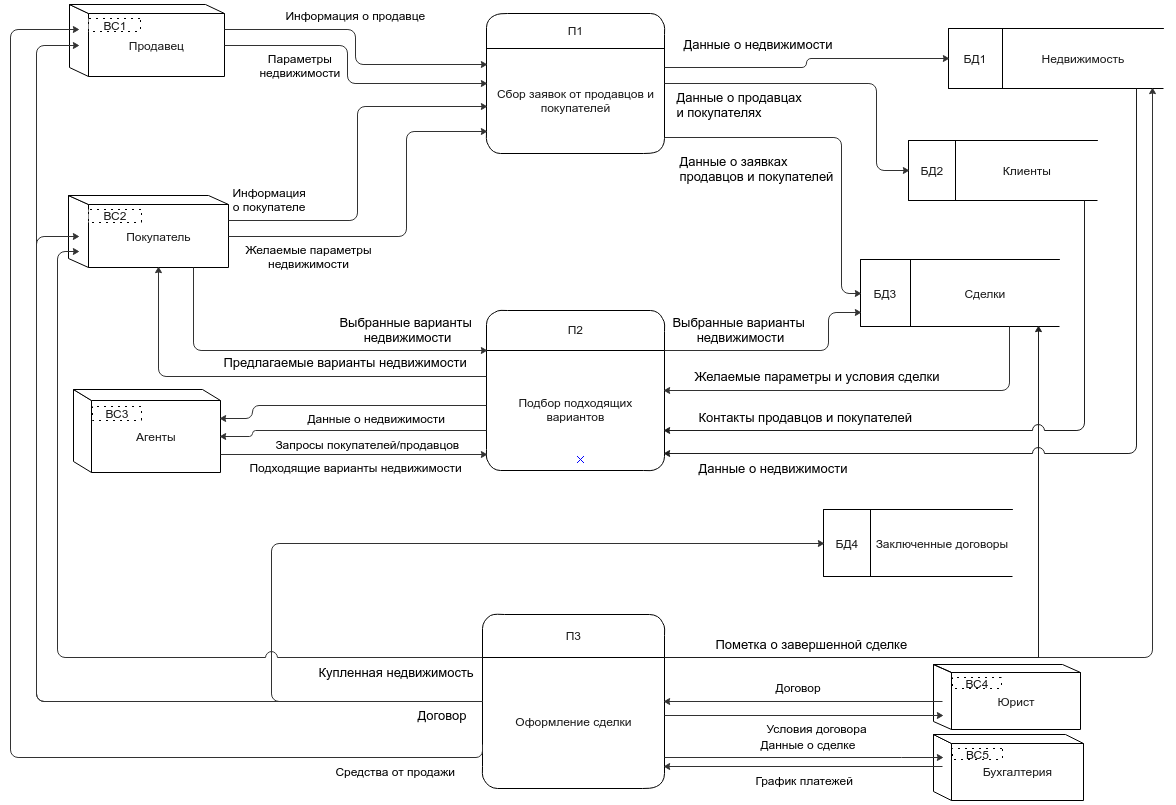 ВС1
Продавец
Информация о продавце
Параметры
недвижимости
П1
Сбор заявок от продавцов и
покупателей
Данные о недвижимости
БД1
Недвижимость
Данные о продавцах
и покупателях
БД2
Клиенты
Данные о заявках
продавцов и покупателей
ВС2
Покупатель
Информация
о покупателе
Желаемые параметры
недвижимости
БД3
Сделки
Выбранные варианты
недвижимости
П2
Подбор подходящих
вариантов
Выбранные варианты
недвижимости
Предлагаемые варианты недвижимости
Желаемые параметры и условия сделки
ВС3
Агенты
Данные о недвижимости
Контакты продавцов и покупателей
Запросы покупателей/продавцов
Подходящие варианты недвижимости
Данные о недвижимости
БД4
Заключенные договоры
П3
Оформление сделки
Пометка о завершенной сделке
Купленная недвижимость
Договор
ВС4
Юрист
Договор
Условия договора
Данные о сделке
ВС5
Бухгалтерия
Средства от продажи
График платежей